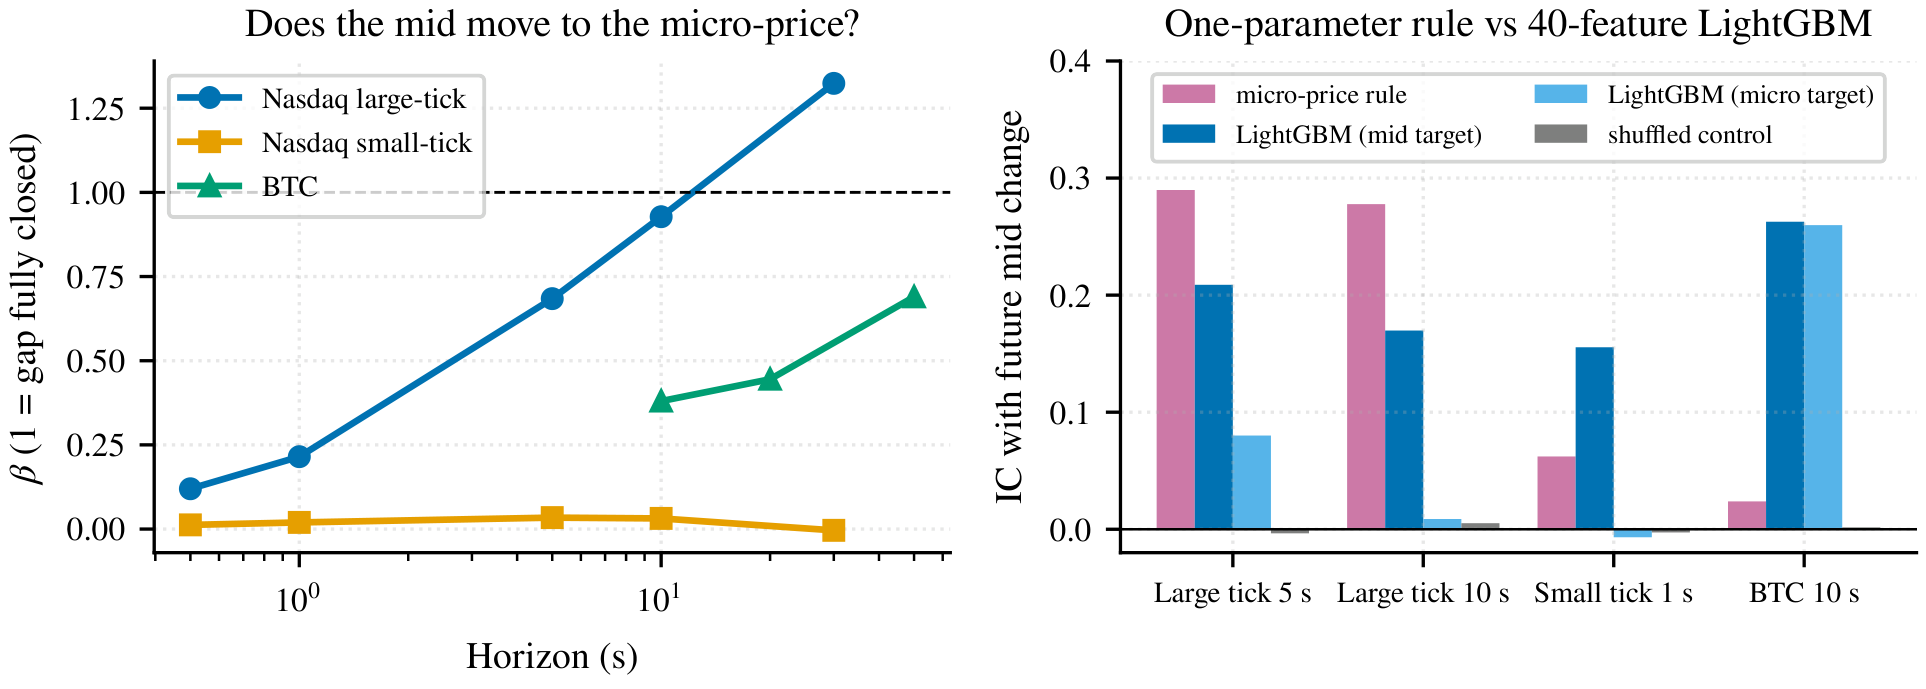 Does the mid move to the micro-price?
β (1 = gap fully closed)
1.25
1.00
0.75
0.50
0.25
0.00
Nasdaq large-tick
Nasdaq small-tick
BTC
10⁰
10¹
Horizon (s)
One-parameter rule vs 40-feature LightGBM
IC with future mid change
0.4
0.3
0.2
0.1
0.0
micro-price rule
LightGBM (mid target)
LightGBM (micro target)
shuffled control
Large tick 5 s
Large tick 10 s
Small tick 1 s
BTC 10 s